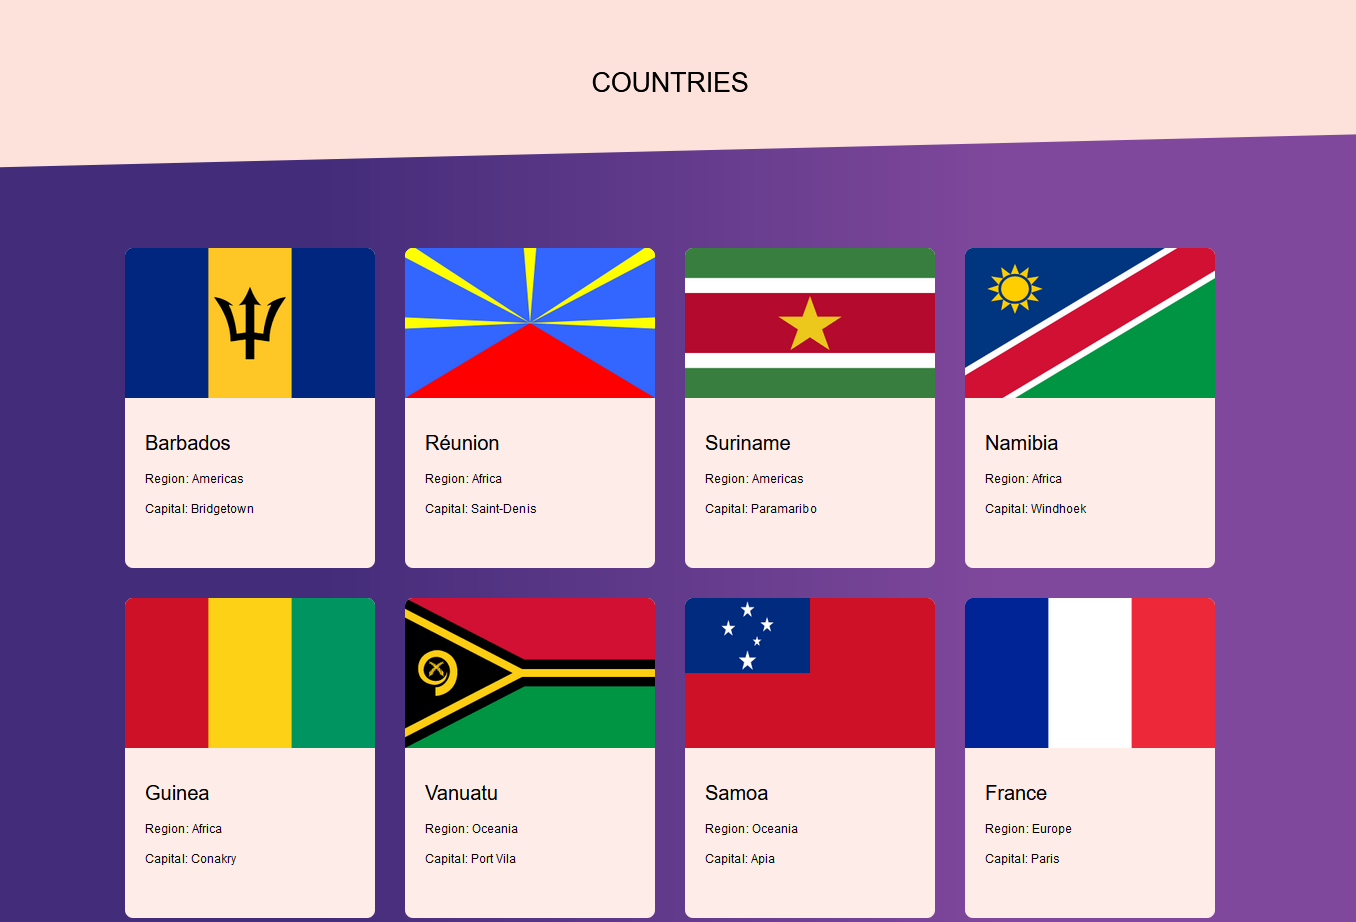 COUNTRIES
Barbados
Region: Americas
Capital: Bridgetown
Réunion
Region: Africa
Capital: Saint-Denis
Suriname
Region: Americas
Capital: Paramaribo
Namibia
Region: Africa
Capital: Windhoek
Guinea
Region: Africa
Capital: Conakry
Vanuatu
Region: Oceania
Capital: Port Vila
Samoa
Region: Oceania
Capital: Apia
France
Region: Europe
Capital: Paris